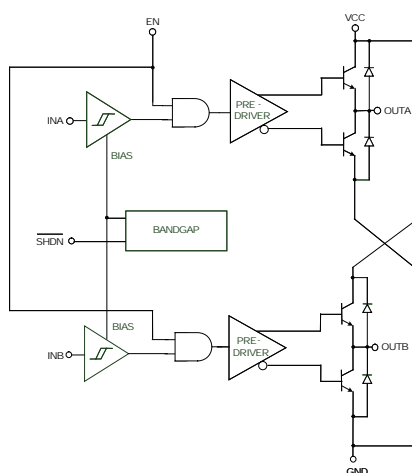 EN
VCC
INA
PRE -
DRIVER
OUTA
BIAS
BANDGAP
SHDN
BIAS
INB
PRE-
DRIVER
OUTB
GND